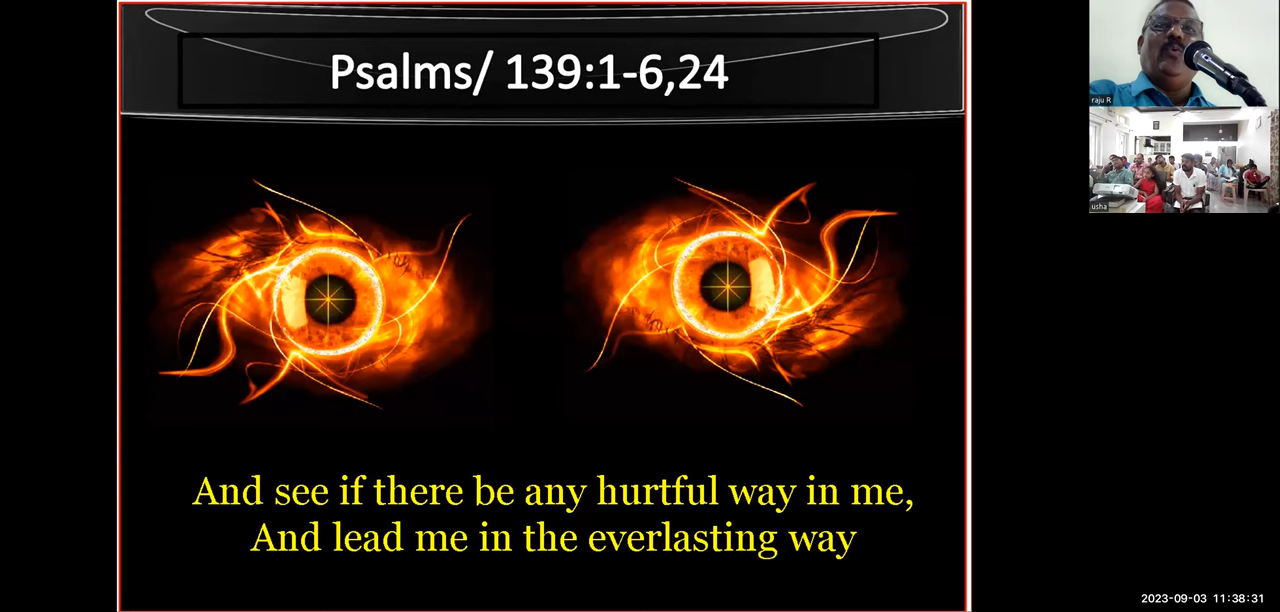 Psalms/ 139:1-6,24
And see if there be any hurtful way in me,
And lead me in the everlasting way
raju R
usha
2023-09-03 11:38:31